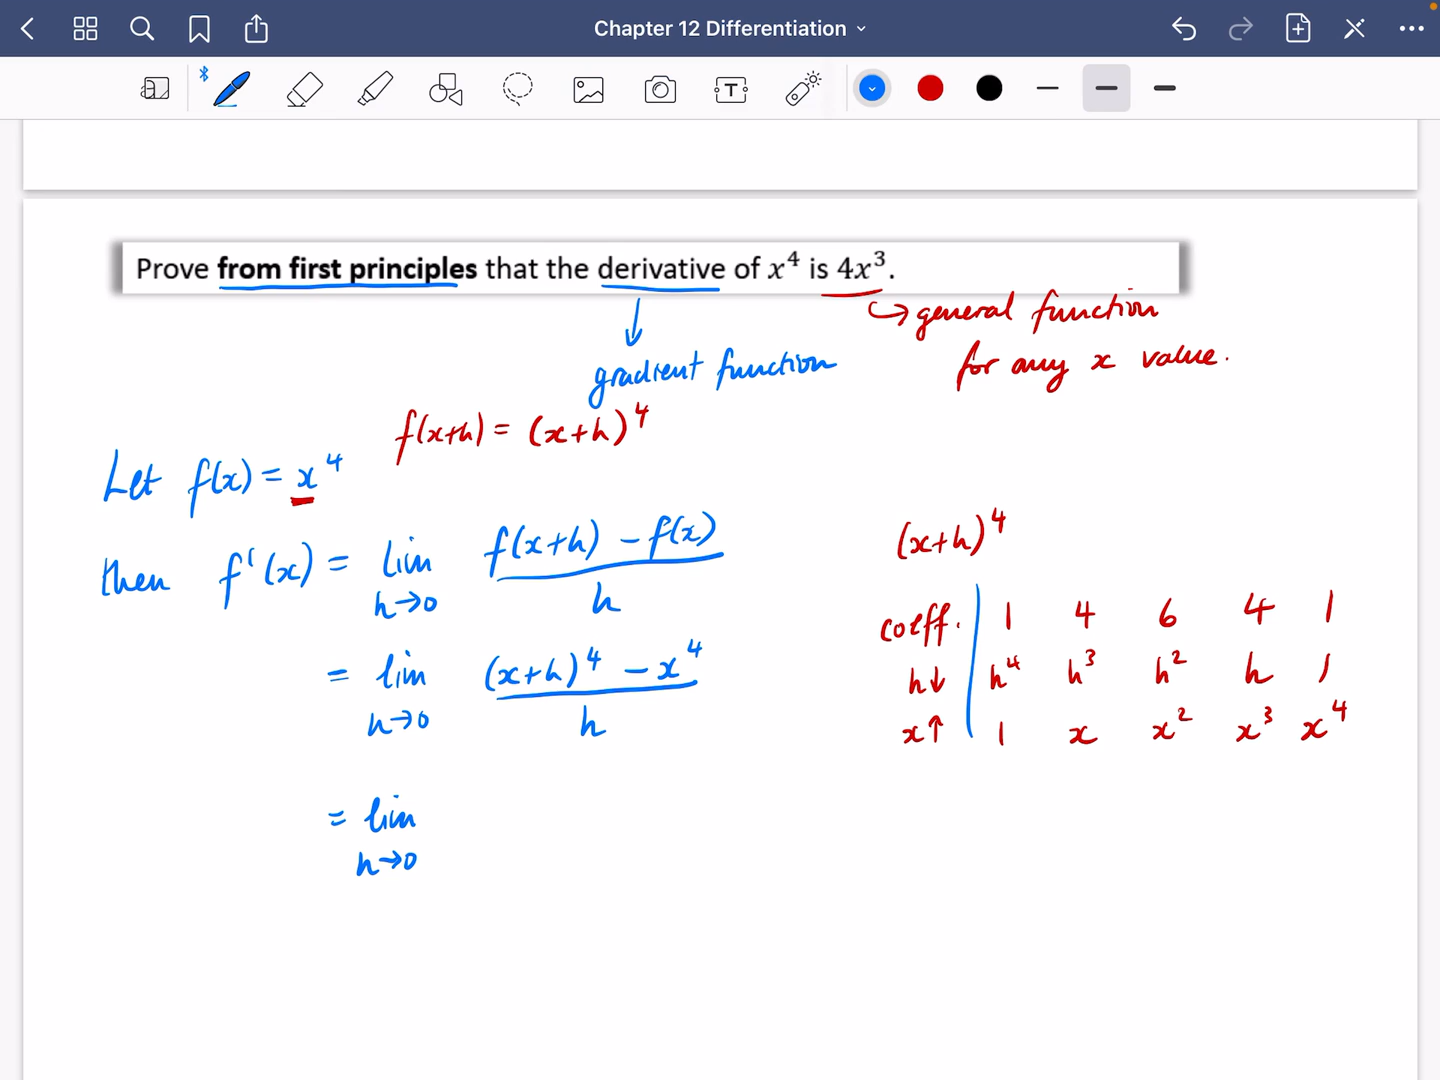 Chapter 12 Differentiation
Prove from first principles that the derivative of x⁴ is 4x³.
↳ general function
for any x value.
gradient function
f(x+h) = (x+h)⁴
Let f(x) = x⁴
then f'(x) = lim h→0 f(x+h) – f(x) / h
= lim h→0 (x+h)⁴ – x⁴ / h
= lim h→0
(x+h)⁴
coeff. | 1 4 6 4 1
h↓ | h⁴ h³ h² h 1
x↑ | 1 x x² x³ x⁴